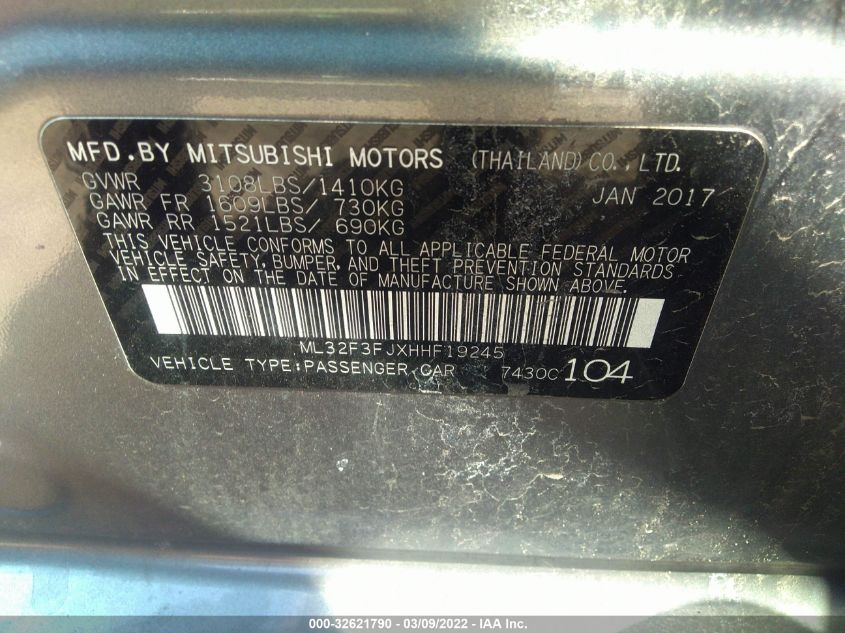 MFD.BY MITSUBISHI MOTORS (THAILAND) CO.,LTD.
GVWR 3108LBS/1410KG JAN 2017
GAWR FR 1609LBS/ 730KG
GAWR RR 1521LBS/ 690KG
THIS VEHICLE CONFORMS TO ALL APPLICABLE FEDERAL MOTOR
VEHICLE SAFETY, BUMPER, AND THEFT PREVENTION STANDARDS
IN EFFECT ON THE DATE OF MANUFACTURE SHOWN ABOVE.
ML32F3FJXHHF19245
VEHICLE TYPE:PASSENGER CAR 7430C 104
000-32621790 - 03/09/2022 - IAA Inc.